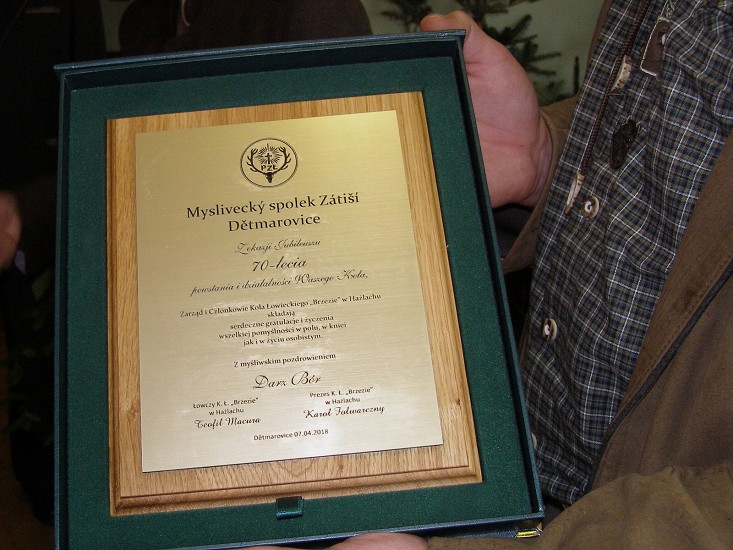 PZŁ
Myslivecký spolek Zátiší
Dětmarovice
Z okazji Jubileuszu
70-lecia
powstania i działalności Waszego Koła,
Zarząd i Członkowie Koła Łowieckiego „Brzezie" w Hażlachu
składają
serdeczne gratulacje i życzenia
wszelkiej pomyślności w polu, w kniei
jak i w życiu osobistym.
Z myśliwskim pozdrowieniem
Darz Bór
Łowczy K. Ł. „Brzezie"
w Hażlachu
Teofil Macura
Prezes K. Ł. „Brzezie"
w Hażlachu
Karol Folwarczny
Dětmarovice 07.04.2018